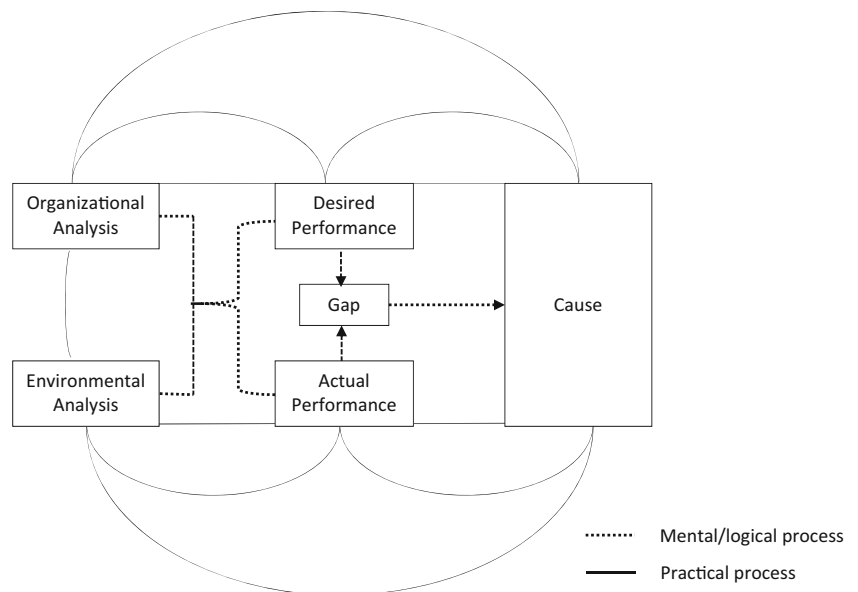 Organizational
Analysis
Desired
Performance
Gap
Cause
Environmental
Analysis
Actual
Performance
Mental/logical process
Practical process